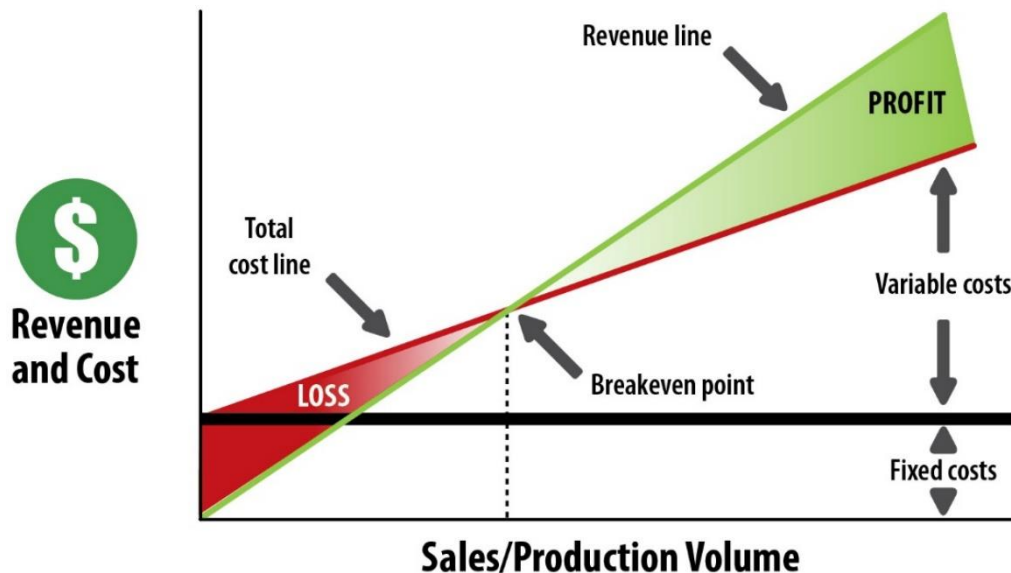 Revenue line
PROFIT
$
Total
cost line
Variable costs
Revenue
and Cost
Breakeven point
LOSS
Fixed costs
Sales/Production Volume